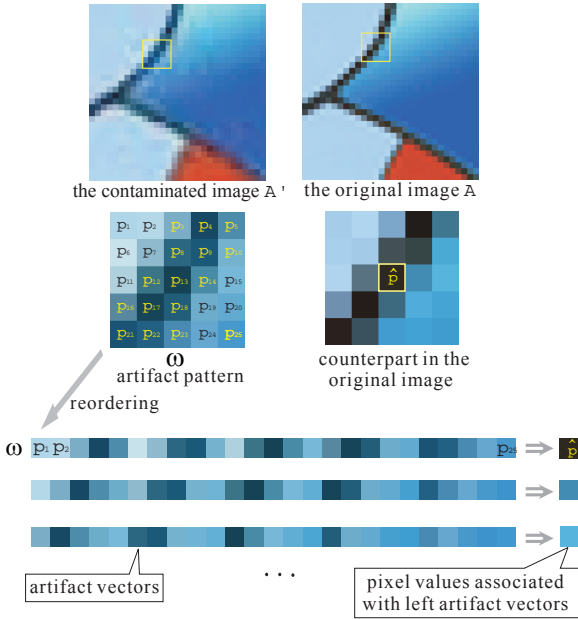 the contaminated image A'
the original image A
p1 p2 p3 p4 p5
p6 p7 p8 p9 p10
p11 p12 p13 p14 p15
p16 p17 p18 p19 p20
p21 p22 p23 p24 p25
p̂
ω
artifact pattern
counterpart in the
original image
reordering
ω p1 p2 p25 p̂
artifact vectors
. . .
pixel values associated
with left artifact vectors